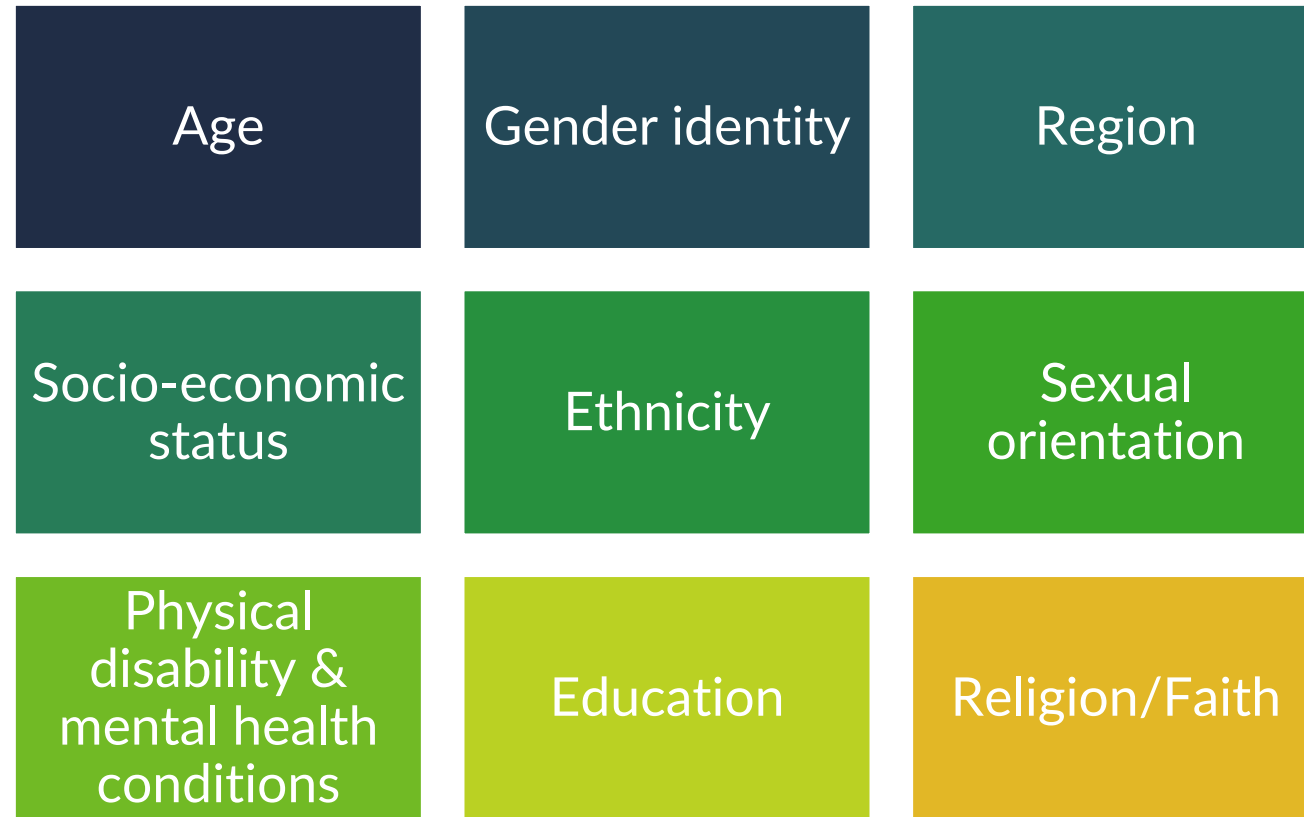 Age
Gender identity
Region
Socio-economic
status
Ethnicity
Sexual
orientation
Physical
disability &
mental health
conditions
Education
Religion/Faith